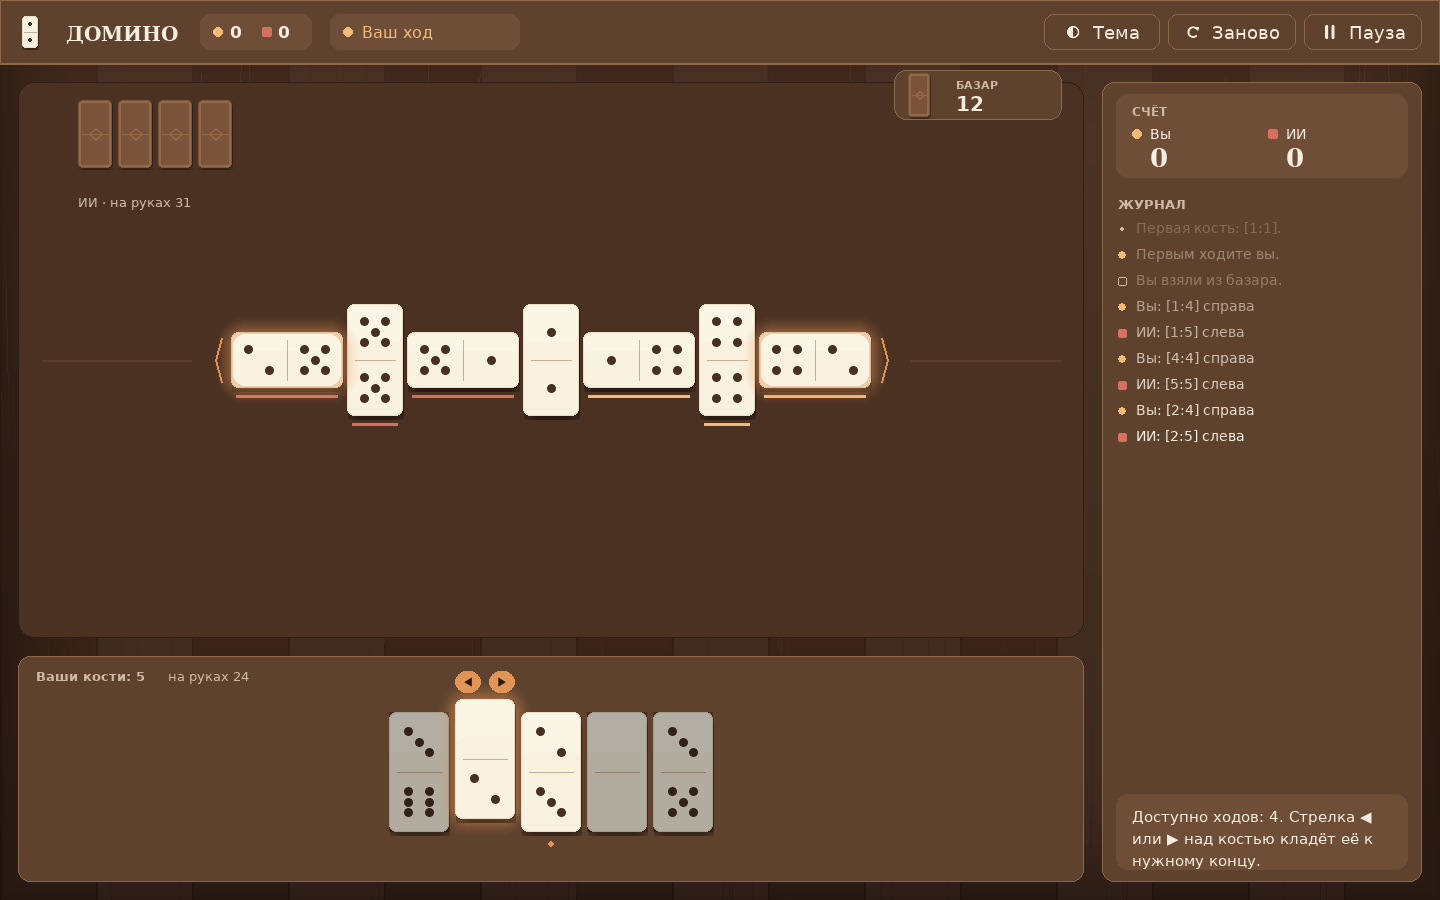 ДОМИНО
0 0
Ваш ход
Тема
Заново
Пауза
БАЗАР
12
ИИ · на руках 31
СЧЁТ
Вы ИИ
0 0
ЖУРНАЛ
Первая кость: [1:1].
Первым ходите вы.
Вы взяли из базара.
Вы: [1:4] справа
ИИ: [1:5] слева
Вы: [4:4] справа
ИИ: [5:5] слева
Вы: [2:4] справа
ИИ: [2:5] слева
Ваши кости: 5 на руках 24
Доступно ходов: 4. Стрелка ◀
или ▶ над костью кладёт её к
нужному концу.